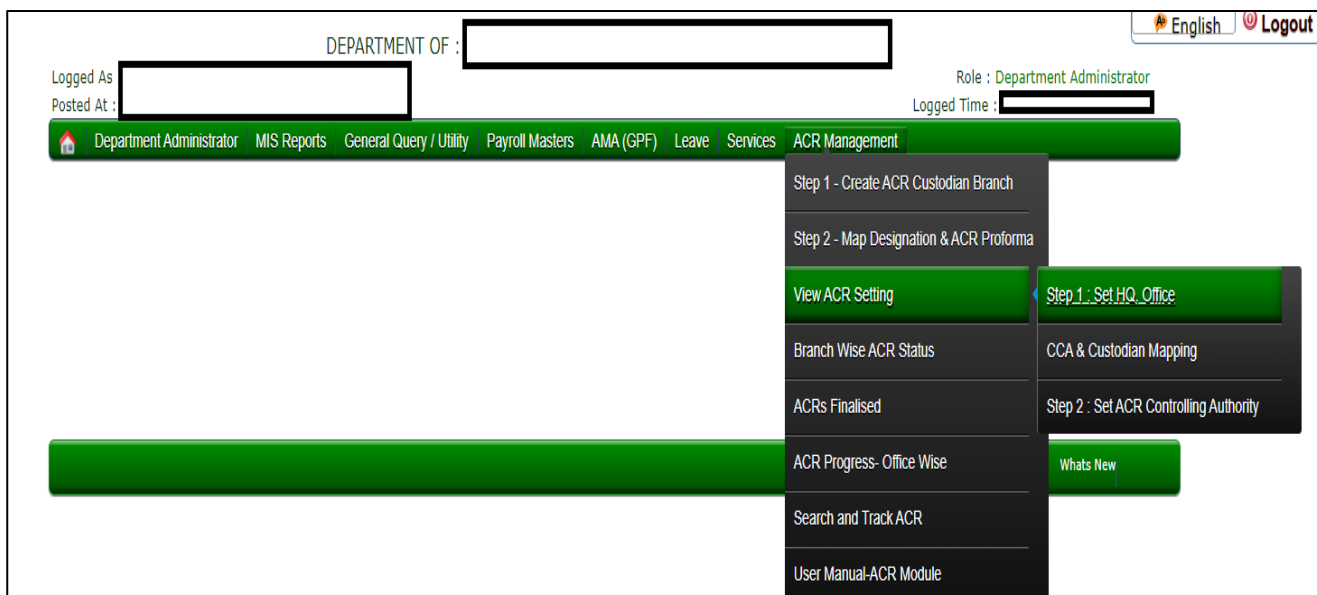 English Logout
DEPARTMENT OF :
Logged As
Role : Department Administrator
Posted At :
Logged Time :
Department Administrator MIS Reports General Query / Utility Payroll Masters AMA (GPF) Leave Services ACR Management
Step 1 - Create ACR Custodian Branch
Step 2 - Map Designation & ACR Proforma
View ACR Setting
Step 1 : Set HQ, Office
Branch Wise ACR Status
CCA & Custodian Mapping
ACRs Finalised
Step 2 : Set ACR Controlling Authority
ACR Progress- Office Wise
Whats New
Search and Track ACR
User Manual-ACR Module